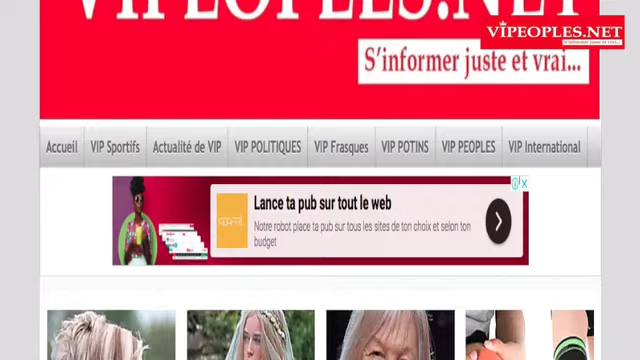 VIPEOPLES.NET
VIPEOPLES.NET
S'informer juste et vrai...
Accueil
VIP Sportifs
Actualité de VIP
VIP POLITIQUES
VIP Frasques
VIP POTINS
VIP PEOPLES
VIP International
Lance ta pub sur tout le web
Notre robot place ta pub sur tous les sites de ton choix et selon ton
budget